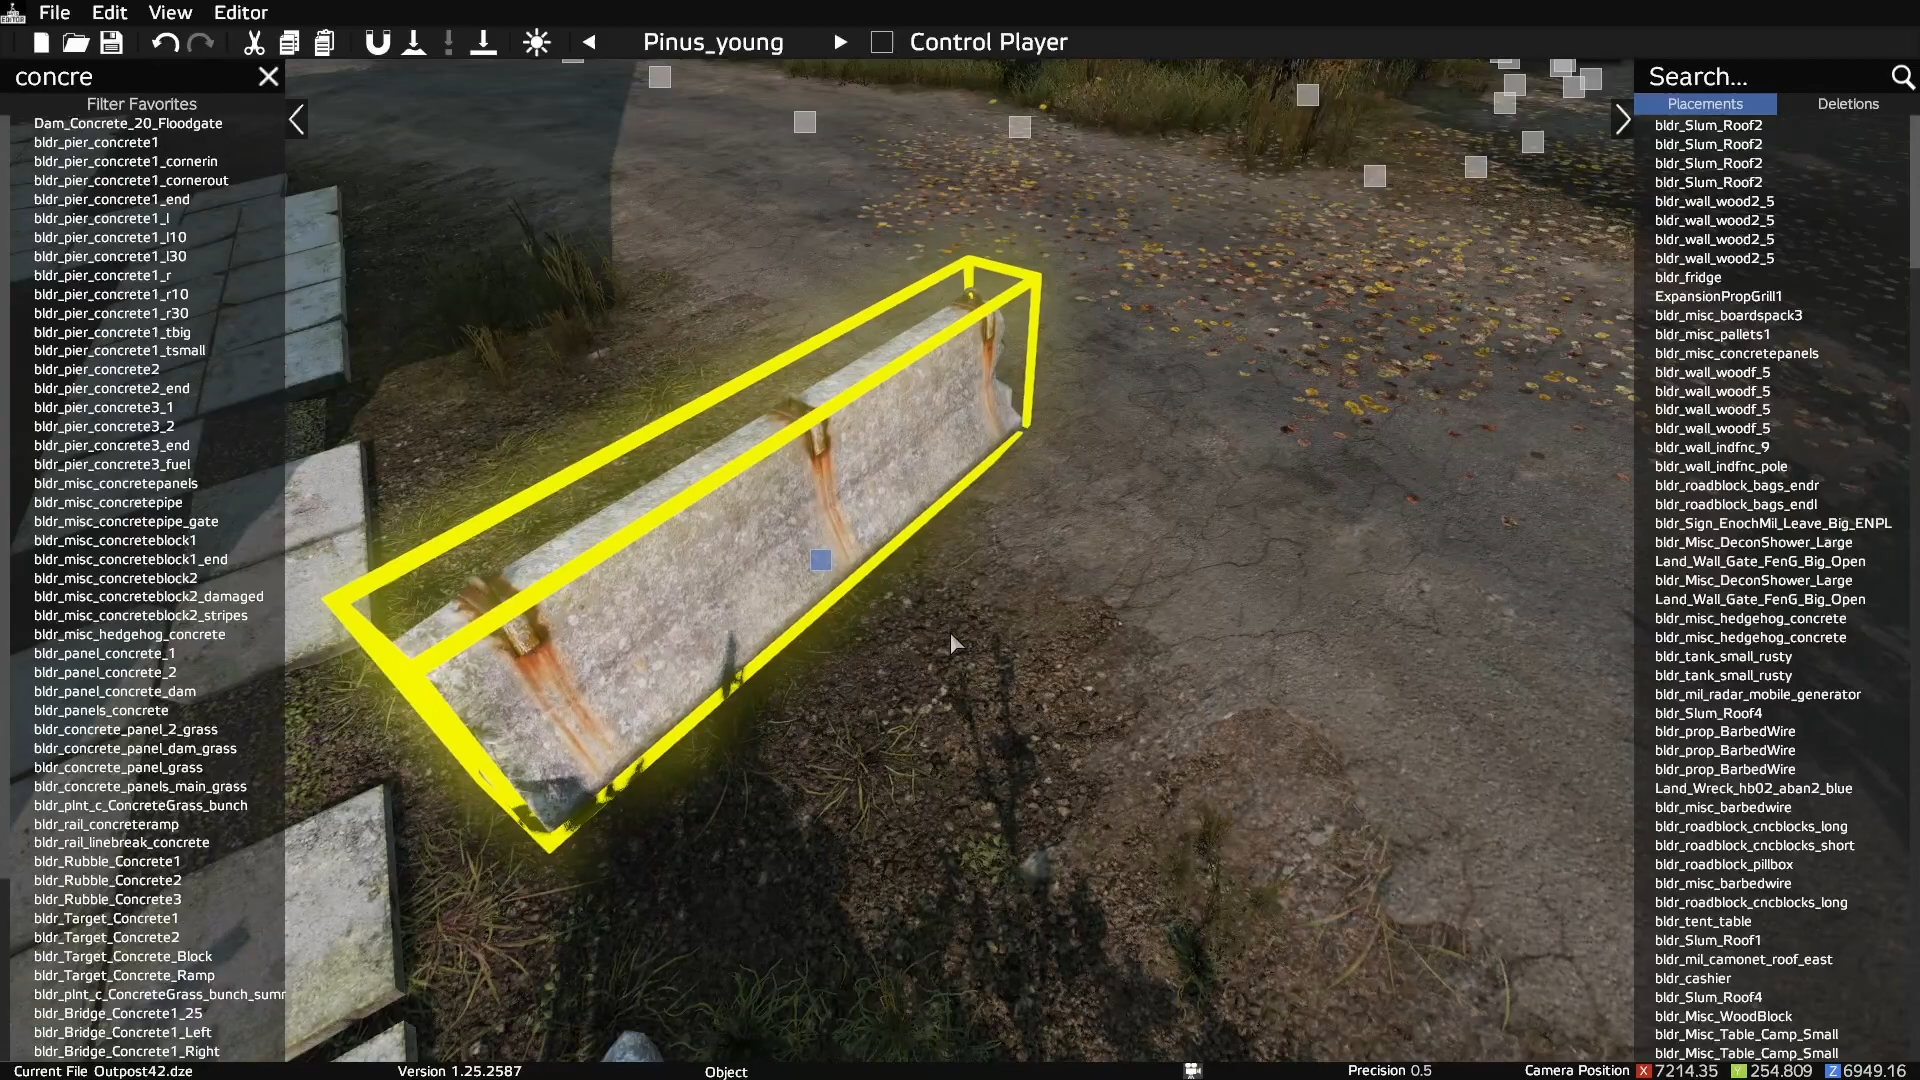 File Edit View Editor
Pinus_young Control Player
concre
Filter Favorites
Dam_Concrete_20_Floodgate
bldr_pier_concrete1
bldr_pier_concrete1_cornerin
bldr_pier_concrete1_cornerout
bldr_pier_concrete1_end
bldr_pier_concrete1_l
bldr_pier_concrete1_l10
bldr_pier_concrete1_l30
bldr_pier_concrete1_r
bldr_pier_concrete1_r10
bldr_pier_concrete1_r30
bldr_pier_concrete1_tbig
bldr_pier_concrete1_tsmall
bldr_pier_concrete2
bldr_pier_concrete2_end
bldr_pier_concrete3_1
bldr_pier_concrete3_2
bldr_pier_concrete3_end
bldr_pier_concrete3_fuel
bldr_misc_concretepanels
bldr_misc_concretepipe
bldr_misc_concretepipe_gate
bldr_misc_concreteblock1
bldr_misc_concreteblock1_end
bldr_misc_concreteblock2
bldr_misc_concreteblock2_damaged
bldr_misc_concreteblock2_stripes
bldr_misc_hedgehog_concrete
bldr_panel_concrete_1
bldr_panel_concrete_2
bldr_panel_concrete_dam
bldr_panels_concrete
bldr_concrete_panel_2_grass
bldr_concrete_panel_dam_grass
bldr_concrete_panel_grass
bldr_concrete_panels_main_grass
bldr_plnt_c_ConcreteGrass_bunch
bldr_rail_concreteramp
bldr_rail_linebreak_concrete
bldr_Rubble_Concrete1
bldr_Rubble_Concrete2
bldr_Rubble_Concrete3
bldr_Target_Concrete1
bldr_Target_Concrete2
bldr_Target_Concrete_Block
bldr_Target_Concrete_Ramp
bldr_plnt_c_ConcreteGrass_bunch_sumr
bldr_Bridge_Concrete1_25
bldr_Bridge_Concrete1_Left
bldr_Bridge_Concrete1_Right
Search...
Placements Deletions
bldr_Slum_Roof2
bldr_Slum_Roof2
bldr_Slum_Roof2
bldr_Slum_Roof2
bldr_wall_wood2_5
bldr_wall_wood2_5
bldr_wall_wood2_5
bldr_wall_wood2_5
bldr_fridge
ExpansionPropGrill1
bldr_misc_boardspack3
bldr_misc_pallets1
bldr_misc_concretepanels
bldr_wall_woodf_5
bldr_wall_woodf_5
bldr_wall_woodf_5
bldr_wall_woodf_5
bldr_wall_indfnc_9
bldr_wall_indfnc_pole
bldr_roadblock_bags_endr
bldr_roadblock_bags_endl
bldr_Sign_EnochMil_Leave_Big_ENPL
bldr_Misc_DeconShower_Large
Land_Wall_Gate_FenG_Big_Open
bldr_Misc_DeconShower_Large
Land_Wall_Gate_FenG_Big_Open
bldr_misc_hedgehog_concrete
bldr_misc_hedgehog_concrete
bldr_tank_small_rusty
bldr_tank_small_rusty
bldr_mil_radar_mobile_generator
bldr_Slum_Roof4
bldr_prop_BarbedWire
bldr_prop_BarbedWire
bldr_prop_BarbedWire
Land_Wreck_hb02_aban2_blue
bldr_misc_barbedwire
bldr_roadblock_cncblocks_long
bldr_roadblock_cncblocks_short
bldr_roadblock_pillbox
bldr_misc_barbedwire
bldr_roadblock_cncblocks_long
bldr_tent_table
bldr_Slum_Roof1
bldr_mil_camonet_roof_east
bldr_cashier
bldr_Slum_Roof4
bldr_Misc_WoodBlock
bldr_Misc_Table_Camp_Small
bldr_Misc_Table_Camp_Small
Current File Outpost42.dze Version 1.25.2587 Object Precision 0.5 Camera Position X 7214.35 Y 254.809 Z 6949.16